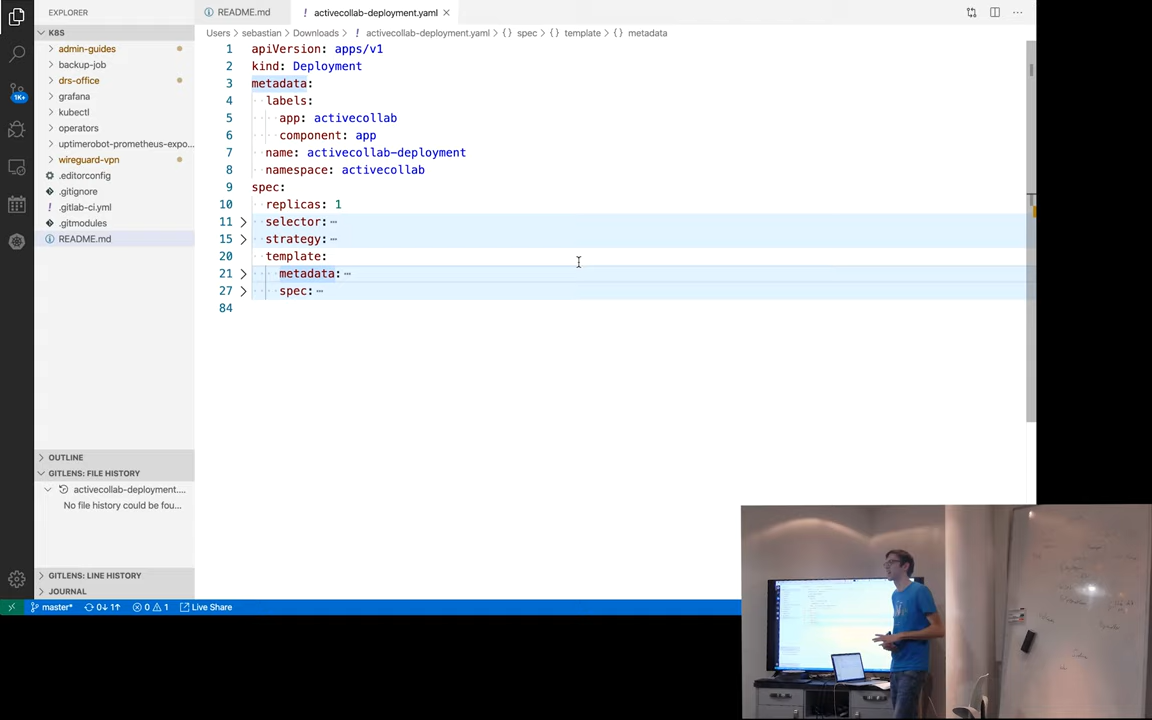 EXPLORER
K8S
admin-guides
backup-job
drs-office
grafana
kubectl
operators
uptimerobot-prometheus-expo...
wireguard-vpn
.editorconfig
.gitignore
.gitlab-ci.yml
.gitmodules
README.md
OUTLINE
GITLENS: FILE HISTORY
activecollab-deployment....
No file history could be fou...
GITLENS: LINE HISTORY
JOURNAL
1K+
README.md
! activecollab-deployment.yaml ×
Users > sebastian > Downloads > ! activecollab-deployment.yaml > {} spec > {} template > {} metadata
1 apiVersion: apps/v1
2 kind: Deployment
3 metadata:
4 labels:
5 app: activecollab
6 component: app
7 name: activecollab-deployment
8 namespace: activecollab
9 spec:
10 replicas: 1
11 selector: ⋯
15 strategy: ⋯
20 template:
21 metadata: ⋯
27 spec: ⋯
84
master* 0↓ 1↑ 0 1 Live Share